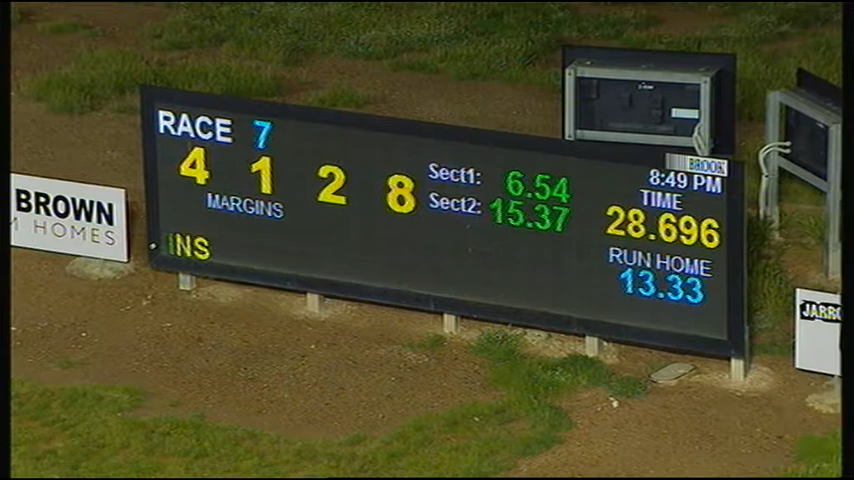 RACE 7
4 1 2 8
MARGINS
INS
Sect1: 6.54
Sect2: 15.37
BROOK
8:49 PM
TIME
28.696
RUN HOME
13.33
BROWN
M HOMES
JARRO